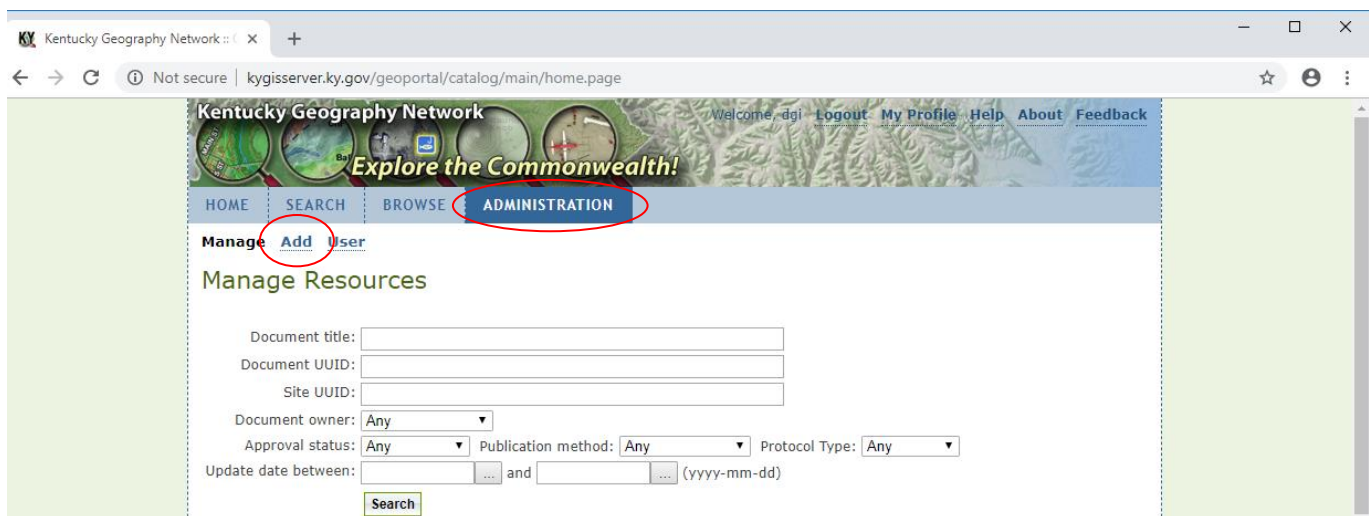 Kentucky Geography Network :: (
Not secure | kygisserver.ky.gov/geoportal/catalog/main/home.page
Kentucky Geography Network
Welcome, dgi Logout My Profile Help About Feedback
Explore the Commonwealth!
HOME SEARCH BROWSE ADMINISTRATION
Manage Add User
Manage Resources
Document title:
Document UUID:
Site UUID:
Document owner: Any
Approval status: Any Publication method: Any Protocol Type: Any
Update date between: ... and ... (yyyy-mm-dd)
Search